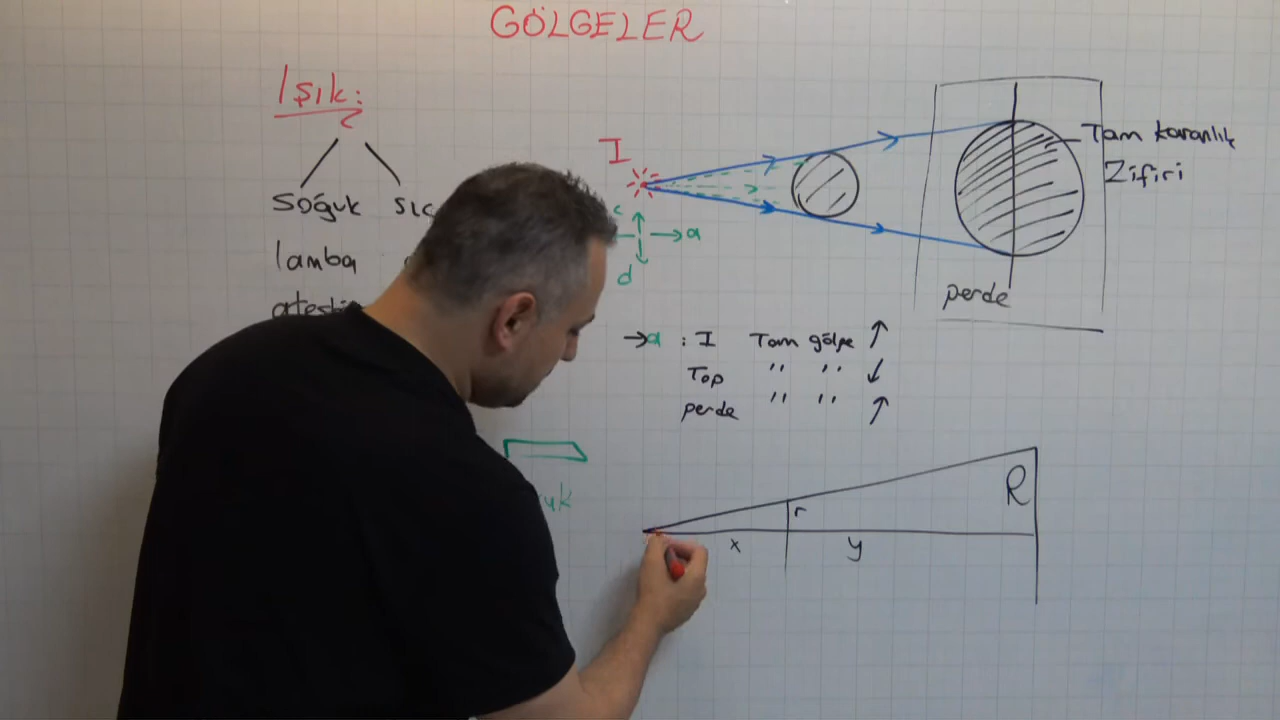 GÖLGELER
Işık:
soğuk
lamba
I
c
a
d
Tam karanlık
Zifiri
perde
→a : I Tam gölge ↑
Top " " ↓
perde " " ↑
R
r
x y